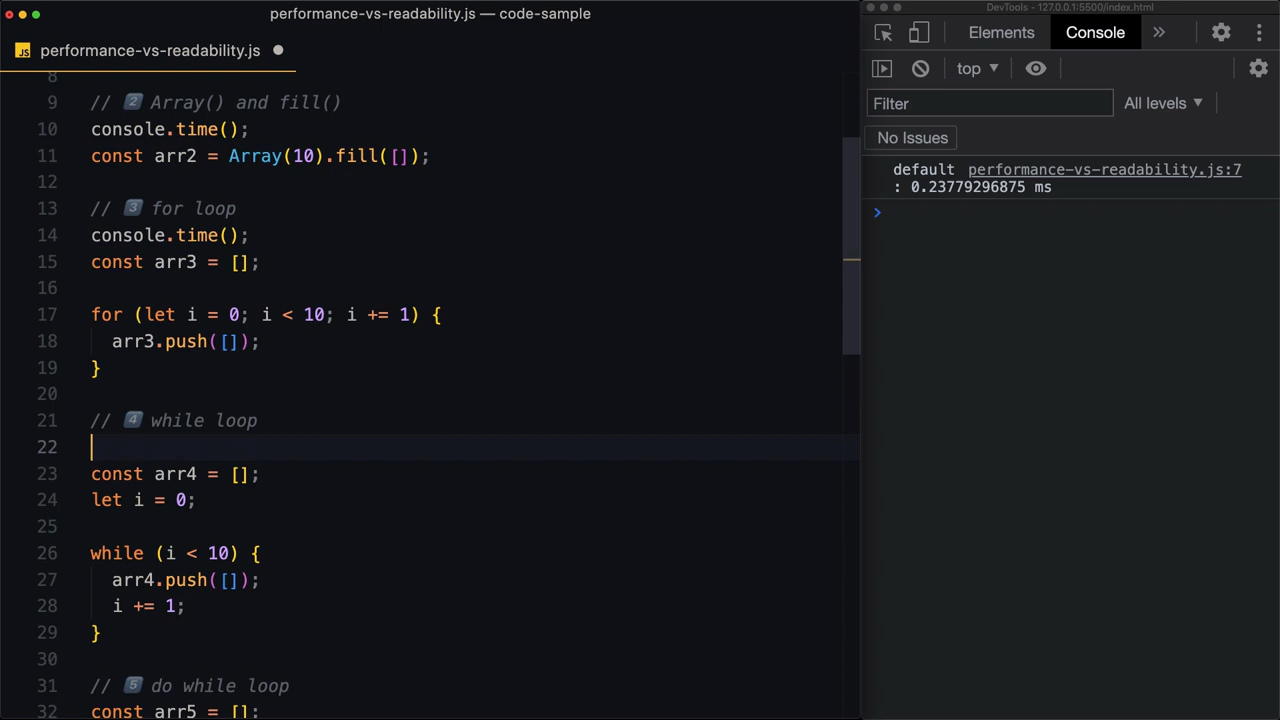 performance-vs-readability.js — code-sample
JS performance-vs-readability.js
8
9 // 2 Array() and fill()
10 console.time();
11 const arr2 = Array(10).fill([]);
12
13 // 3 for loop
14 console.time();
15 const arr3 = [];
16
17 for (let i = 0; i < 10; i += 1) {
18 arr3.push([]);
19 }
20
21 // 4 while loop
22
23 const arr4 = [];
24 let i = 0;
25
26 while (i < 10) {
27 arr4.push([]);
28 i += 1;
29 }
30
31 // 5 do while loop
32 const arr5 = [];
DevTools - 127.0.0.1:5500/index.html
Elements Console »
top ▼
Filter All levels ▼
No Issues
default performance-vs-readability.js:7
: 0.23779296875 ms
>